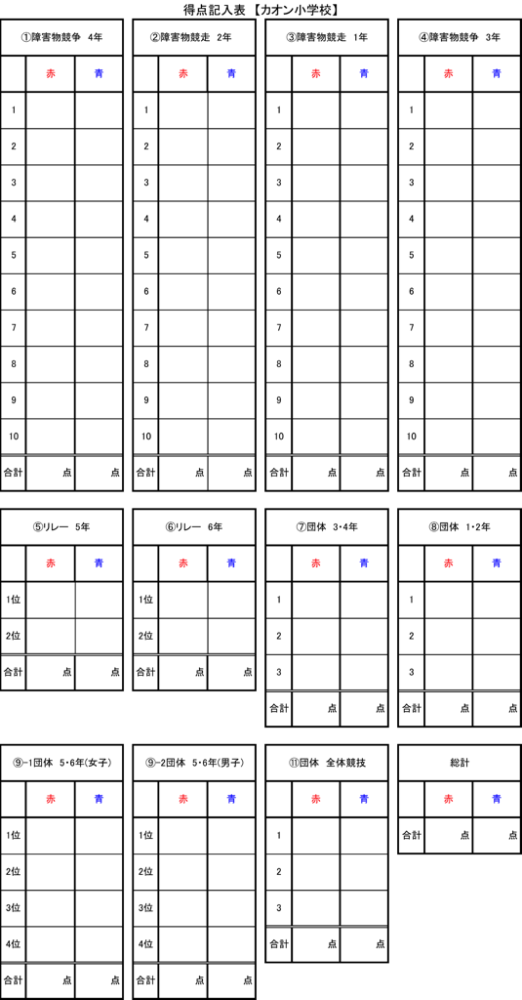 得点記入表 【カオン小学校】
①障害物競争 4年 ②障害物競走 2年 ③障害物競走 1年 ④障害物競争 3年
赤 青 赤 青 赤 青 赤 青
1 1 1 1
2 2 2 2
3 3 3 3
4 4 4 4
5 5 5 5
6 6 6 6
7 7 7 7
8 8 8 8
9 9 9 9
10 10 10 10
合計 点 点 合計 点 点 合計 点 点 合計 点 点
⑤リレー 5年 ⑥リレー 6年 ⑦団体 3・4年 ⑧団体 1・2年
赤 青 赤 青 赤 青 赤 青
1位 1位 1 1
2位 2位 2 2
合計 点 点 合計 点 点 3 3
合計 点 点 合計 点 点
⑨-1団体 5・6年(女子) ⑨-2団体 5・6年(男子) ⑪団体 全体競技 総計
赤 青 赤 青 赤 青 赤 青
1位 1位 1 合計 点 点
2位 2位 2
3位 3位 3
4位 4位 合計 点 点
合計 点 点 合計 点 点